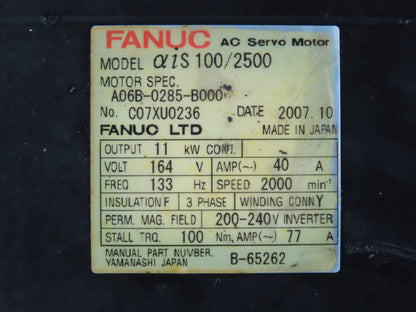 FANUC AC Servo Motor
MODEL αiS 100/2500
MOTOR SPEC.
A06B-0285-B000
No. C07XU0236 DATE 2007.10
FANUC LTD MADE IN JAPAN
OUTPUT 11 kW CONT.
VOLT 164 V AMP(~) 40 A
FREQ. 133 Hz SPEED 2000 min⁻¹
INSULATION F 3 PHASE WINDING CONN Y
PERM. MAG. FIELD 200-240V INVERTER
STALL TRQ. 100 Nm, AMP(~) 77 A
MANUAL PART NUMBER. B-65262
YAMANASHI JAPAN